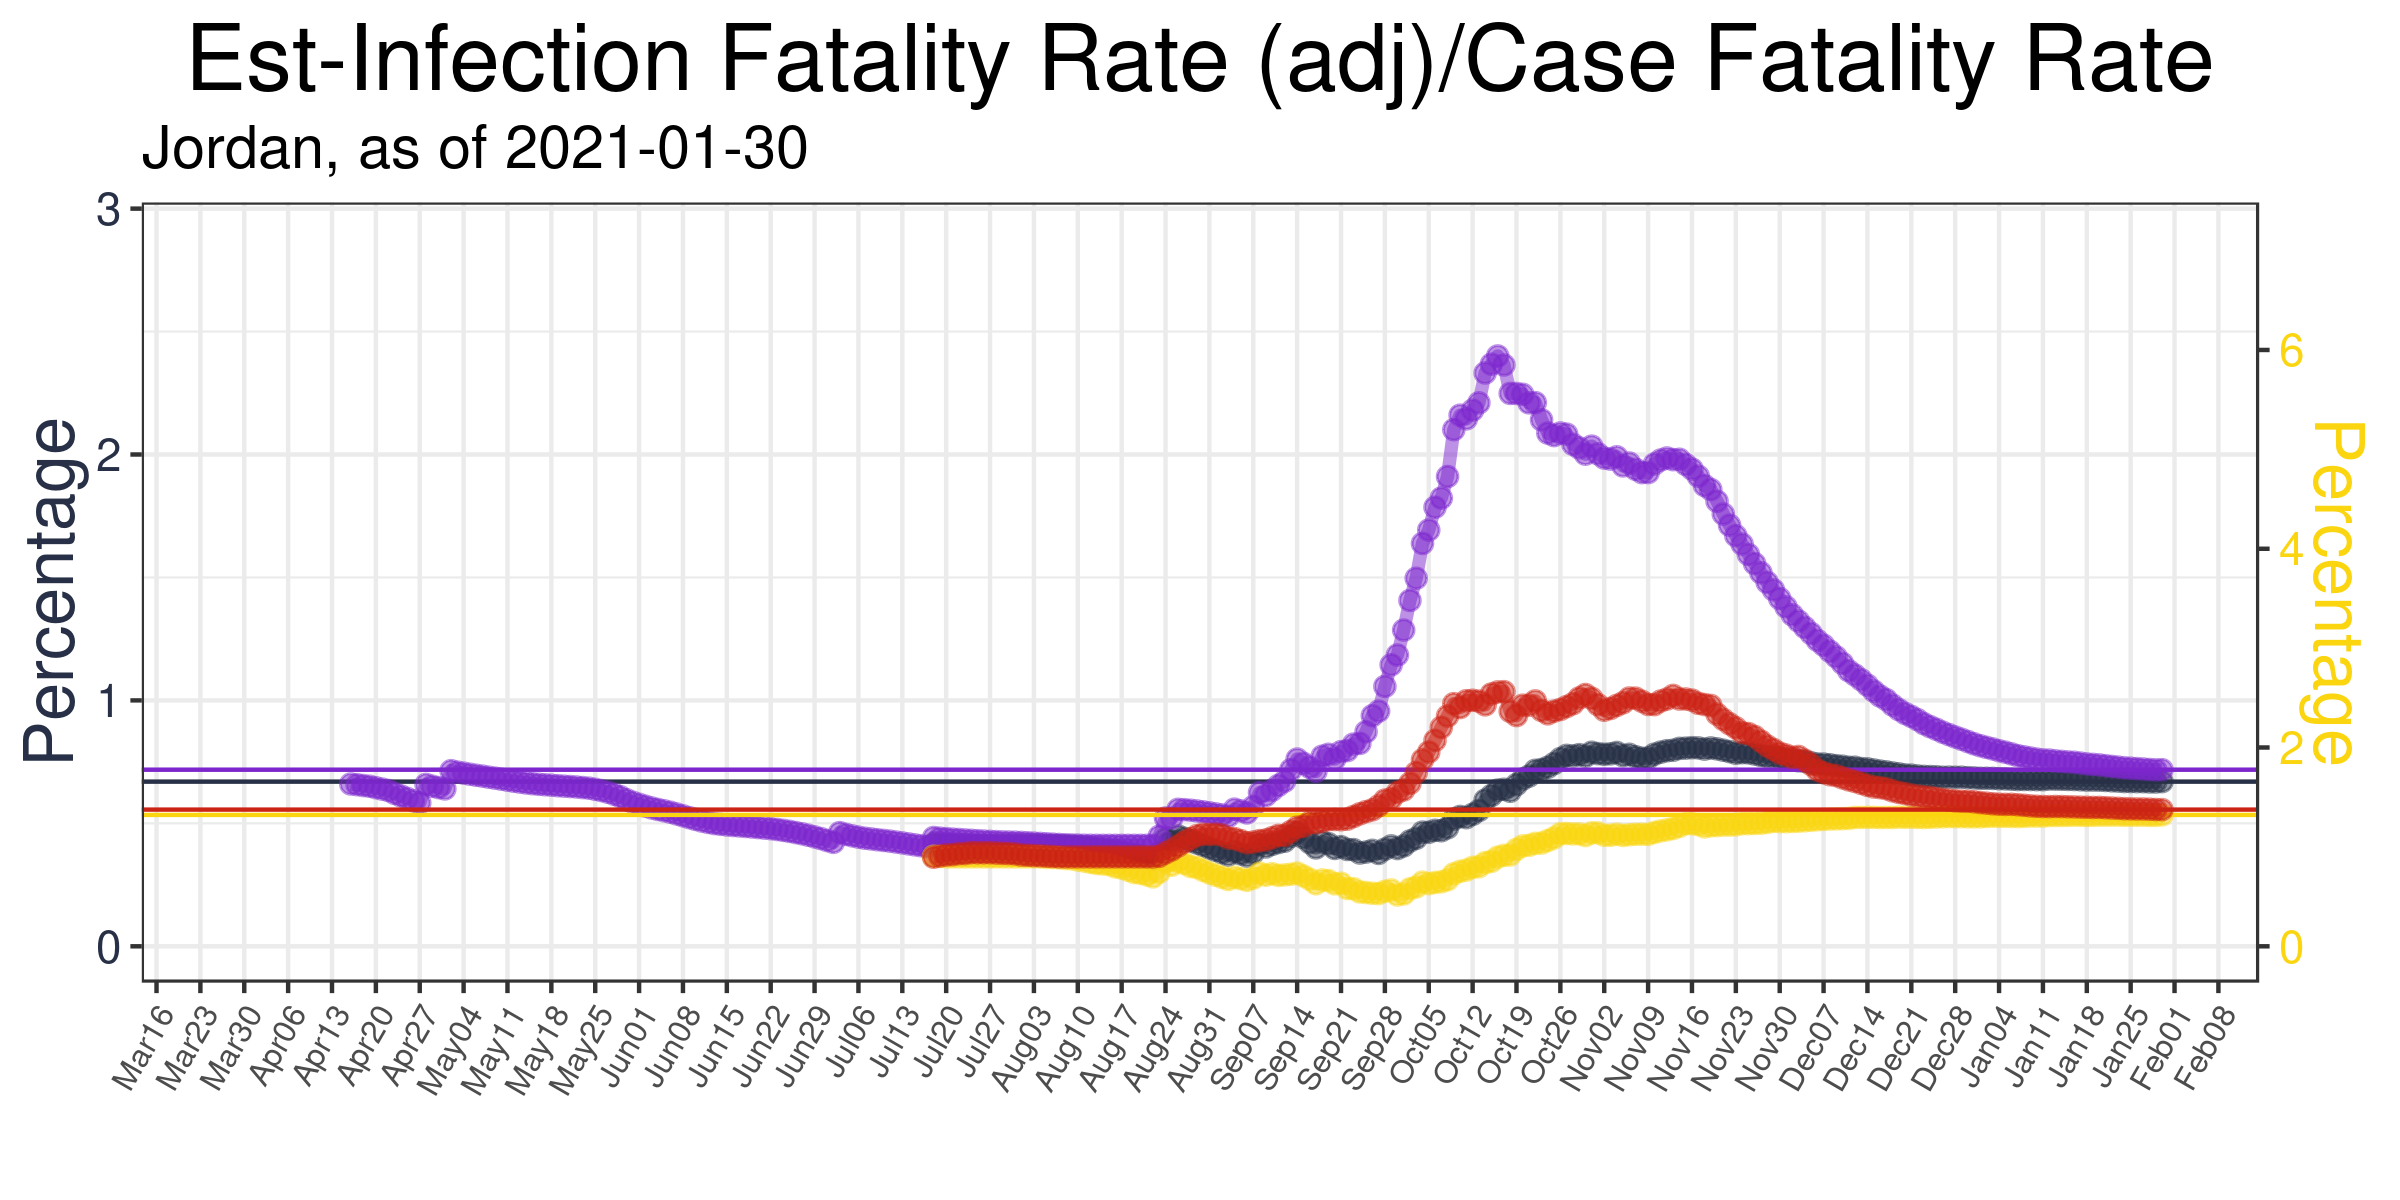 Est-Infection Fatality Rate (adj)/Case Fatality Rate
Jordan, as of 2021-01-30
Percentage
3
2
1
0
6
4
2
0
Percentage
Mar16
Mar23
Mar30
Apr06
Apr13
Apr20
Apr27
May04
May11
May18
May25
Jun01
Jun08
Jun15
Jun22
Jun29
Jul06
Jul13
Jul20
Jul27
Aug03
Aug10
Aug17
Aug24
Aug31
Sep07
Sep14
Sep21
Sep28
Oct05
Oct12
Oct19
Oct26
Nov02
Nov09
Nov16
Nov23
Nov30
Dec07
Dec14
Dec21
Dec28
Jan04
Jan11
Jan18
Jan25
Feb01
Feb08